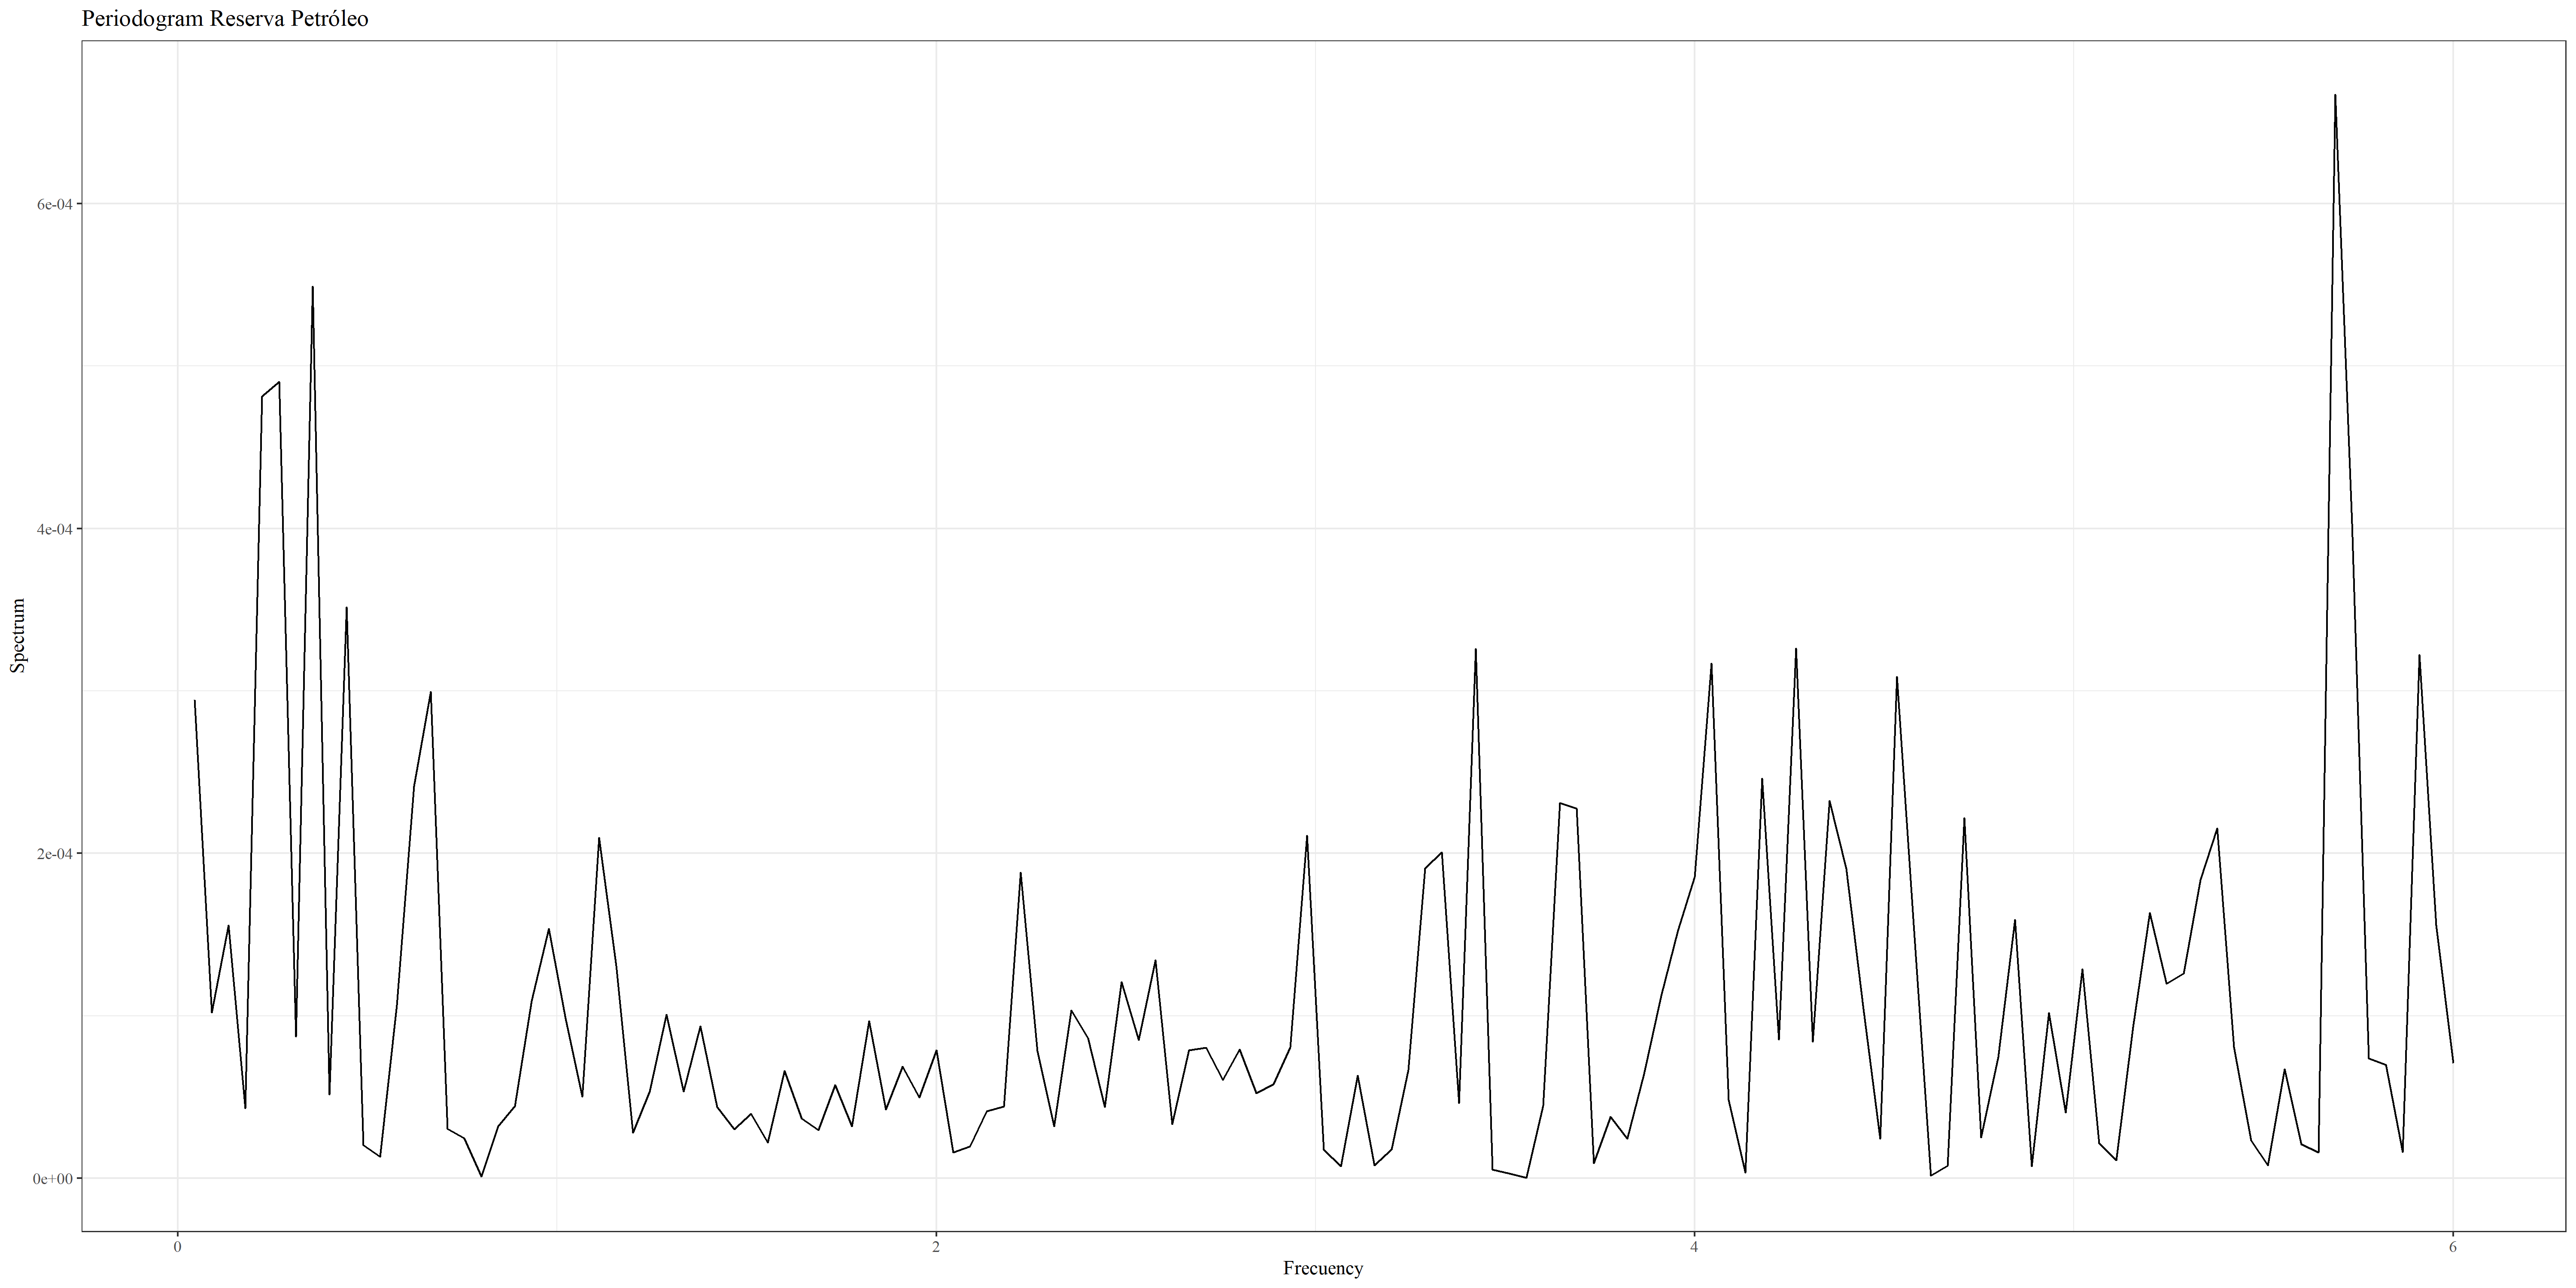 Periodogram Reserva Petróleo
6e-04
4e-04
2e-04
0e+00
Spectrum
0
2
4
6
Frecuency